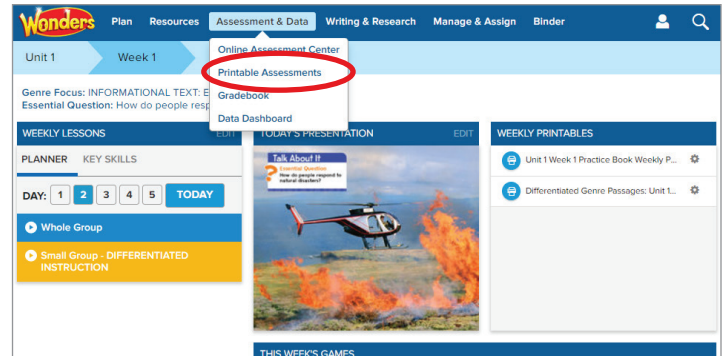 Wonders Plan Resources Assessment & Data Writing & Research Manage & Assign Binder
Online Assessment Center
Printable Assessments
Gradebook
Data Dashboard
Unit 1 Week 1
Genre Focus: INFORMATIONAL TEXT: E
Essential Question: How do people resp
WEEKLY LESSONS EDIT
PLANNER KEY SKILLS
DAY: 1 2 3 4 5 TODAY
Whole Group
Small Group - DIFFERENTIATED
INSTRUCTION
TODAY'S PRESENTATION EDIT
Talk About It
Essential Question
How do people respond to
natural disasters?
WEEKLY PRINTABLES
Unit 1 Week 1 Practice Book Weekly P...
Differentiated Genre Passages: Unit 1...
THIS WEEK'S GAMES